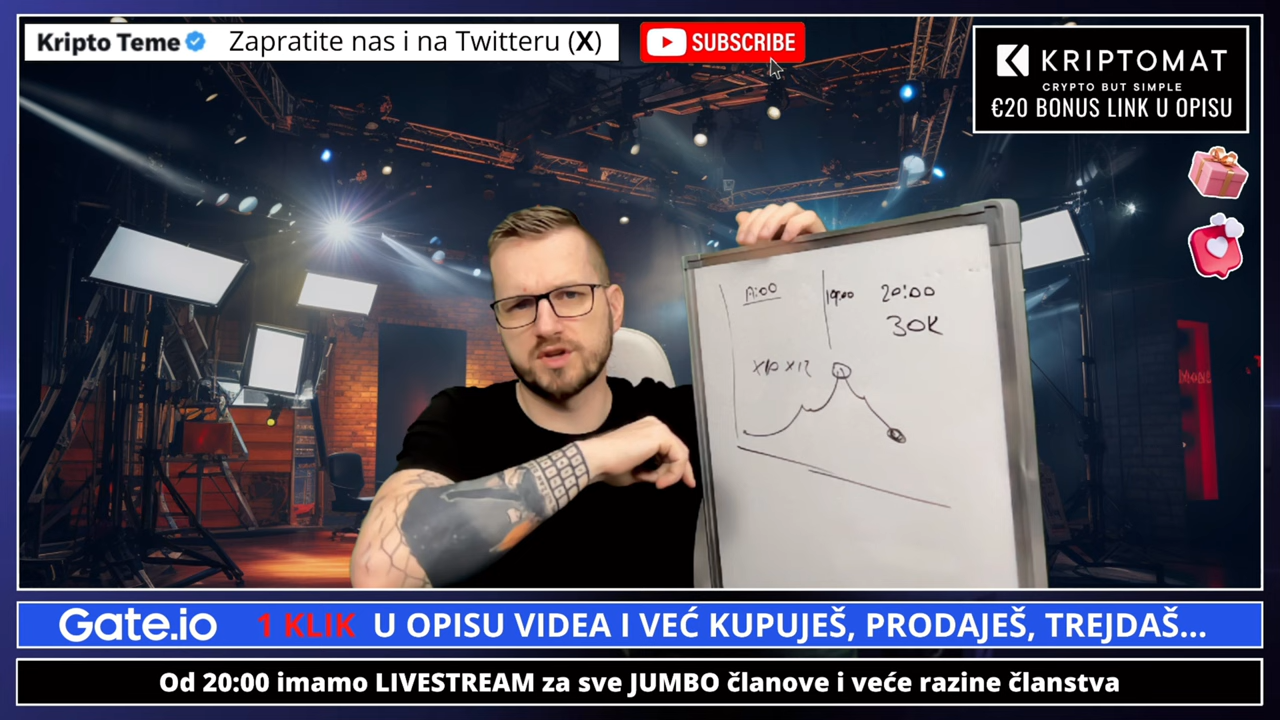 Kripto Teme Zapratite nas i na Twitteru (X)
SUBSCRIBE
KRIPTOMAT
CRYPTO BUT SIMPLE
€20 BONUS LINK U OPISU
19:00 20:00
30K
Gate.io 1 KLIK U OPISU VIDEA I VEĆ KUPUJEŠ, PRODAJEŠ, TREJDAŠ...
Od 20:00 imamo LIVESTREAM za sve JUMBO članove i veće razine članstva